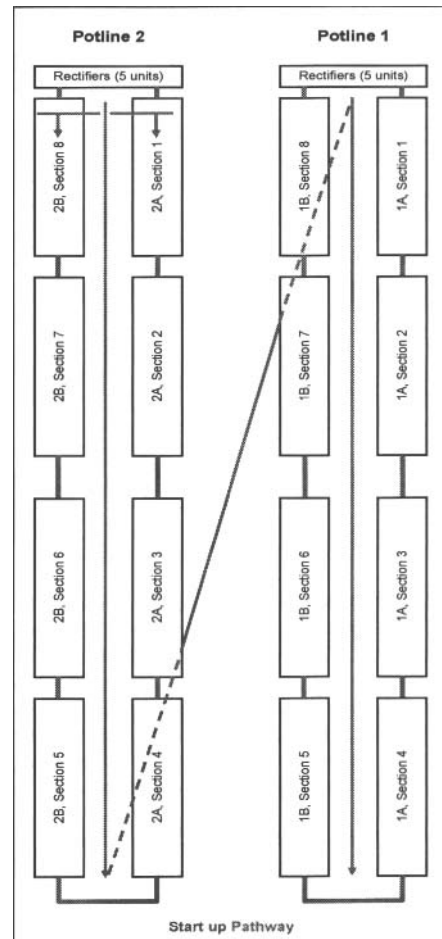 Potline 2
Potline 1
Rectifiers (5 units)
Rectifiers (5 units)
2B, Section 8
2A, Section 1
1B, Section 8
1A, Section 1
2B, Section 7
2A, Section 2
1B, Section 7
1A, Section 2
2B, Section 6
2A, Section 3
1B, Section 6
1A, Section 3
2B, Section 5
2A, Section 4
1B, Section 5
1A, Section 4
Start up Pathway